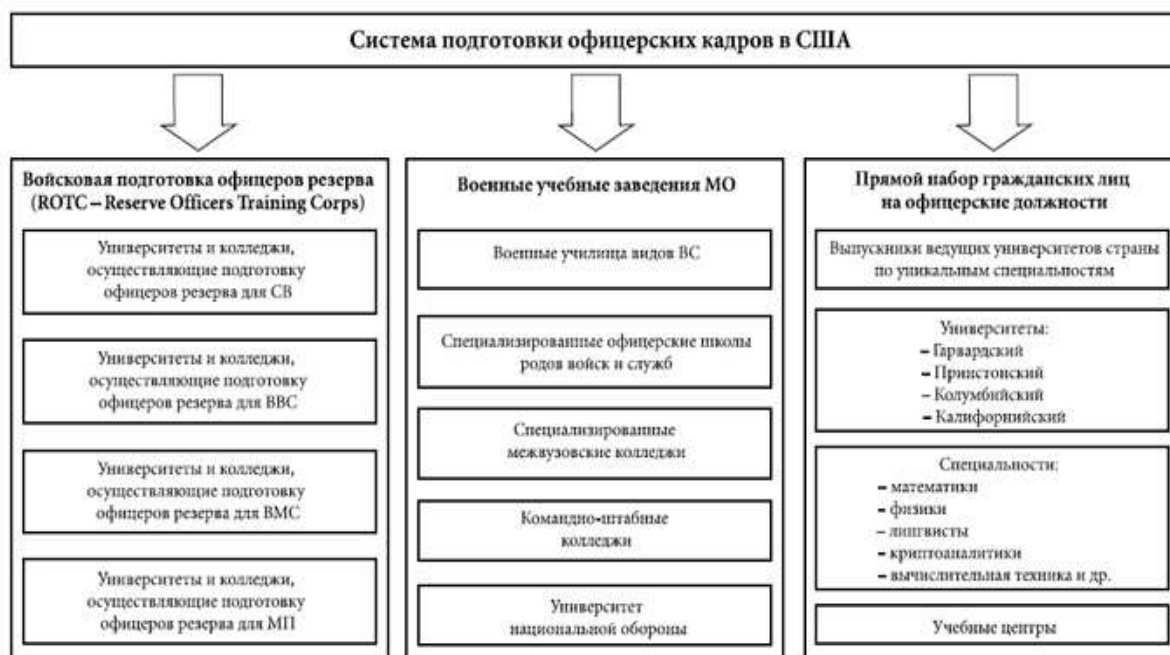 Система подготовки офицерских кадров в США
Войсковая подготовка офицеров резерва
(ROTC – Reserve Officers Training Corps)
Университеты и колледжи,
осуществляющие подготовку
офицеров резерва для СВ
Университеты и колледжи,
осуществляющие подготовку
офицеров резерва для ВВС
Университеты и колледжи,
осуществляющие подготовку
офицеров резерва для ВМС
Университеты и колледжи,
осуществляющие подготовку
офицеров резерва для МП
Военные учебные заведения МО
Военные училища видов ВС
Специализированные офицерские школы
родов войск и служб
Специализированные
межвузовские колледжи
Командно-штабные
колледжи
Университет
национальной обороны
Прямой набор гражданских лиц
на офицерские должности
Выпускники ведущих университетов страны
по уникальным специальностям
Университеты:
– Гарвардский
– Принстонский
– Колумбийский
– Калифорнийский
Специальности:
– математики
– физики
– лингвисты
– криптоаналитики
– вычислительная техника и др.
Учебные центры